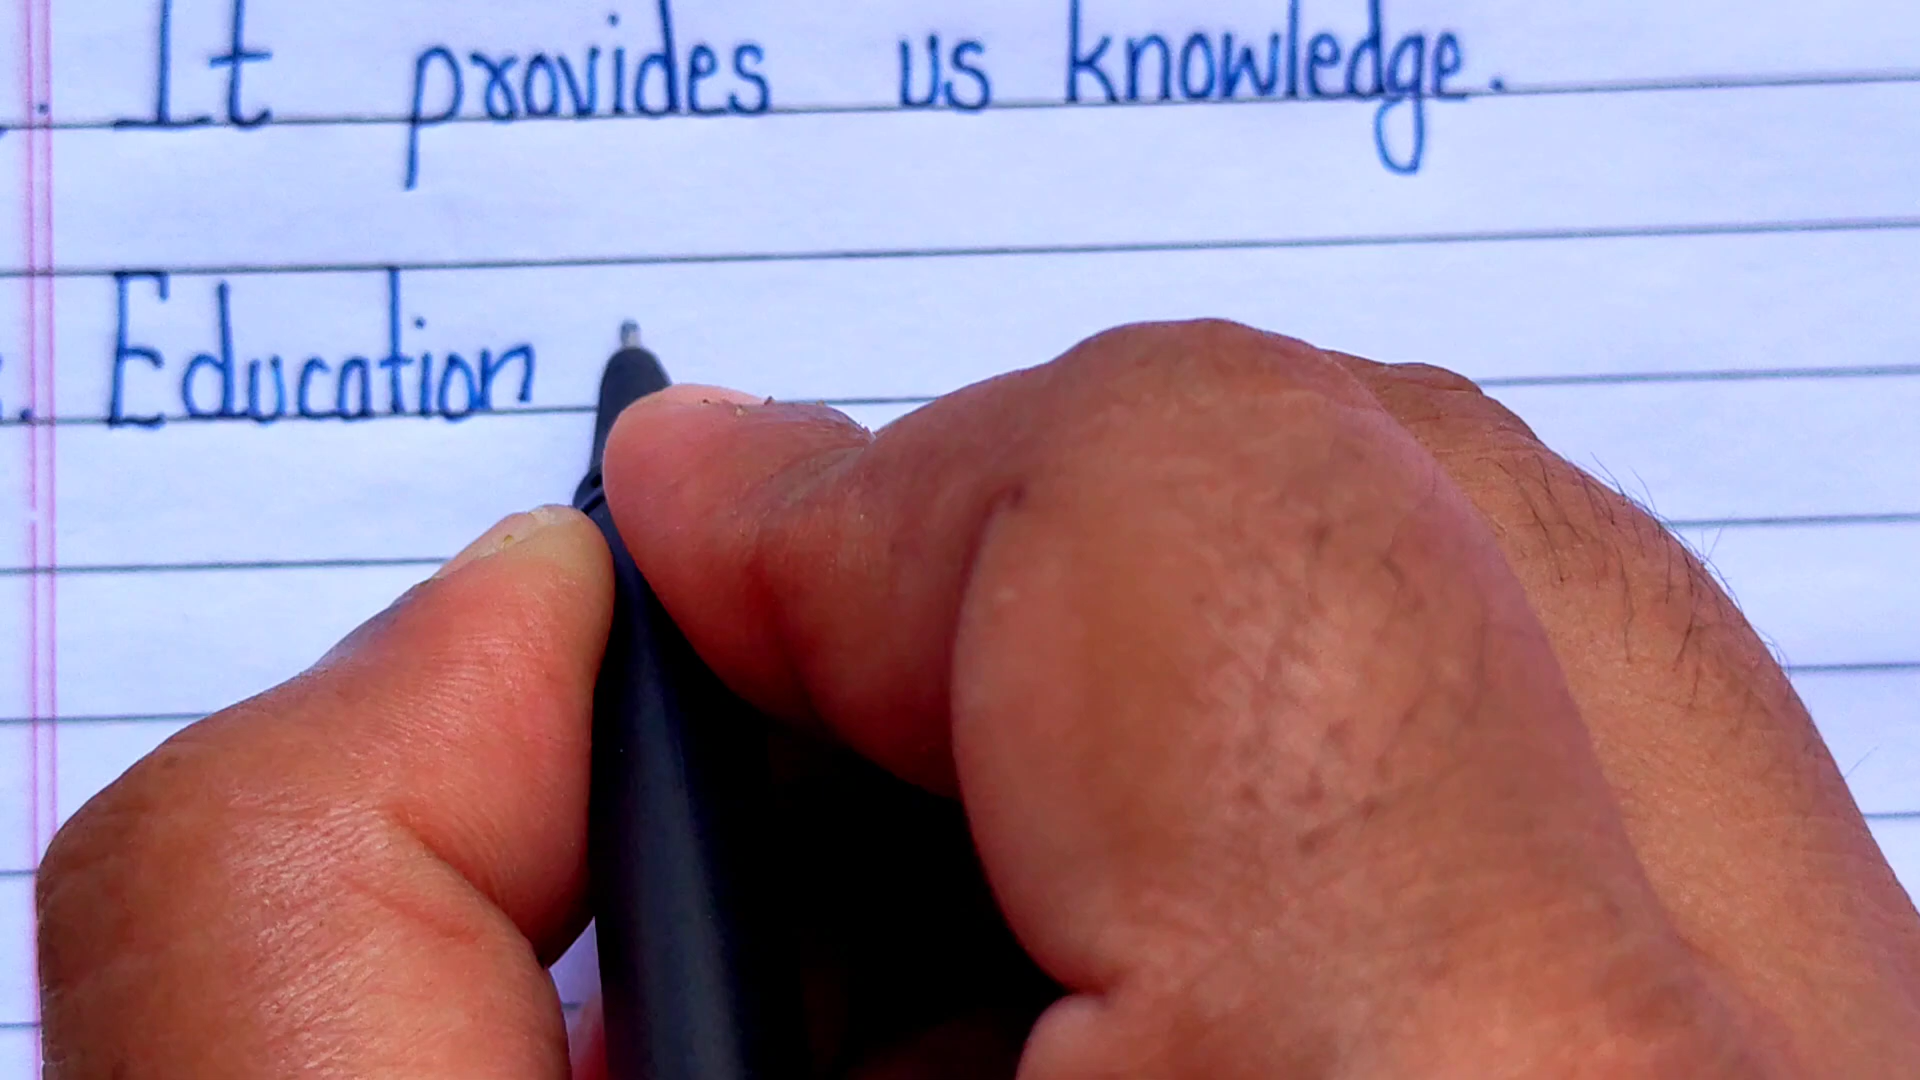 . It provides us knowledge.
. Education